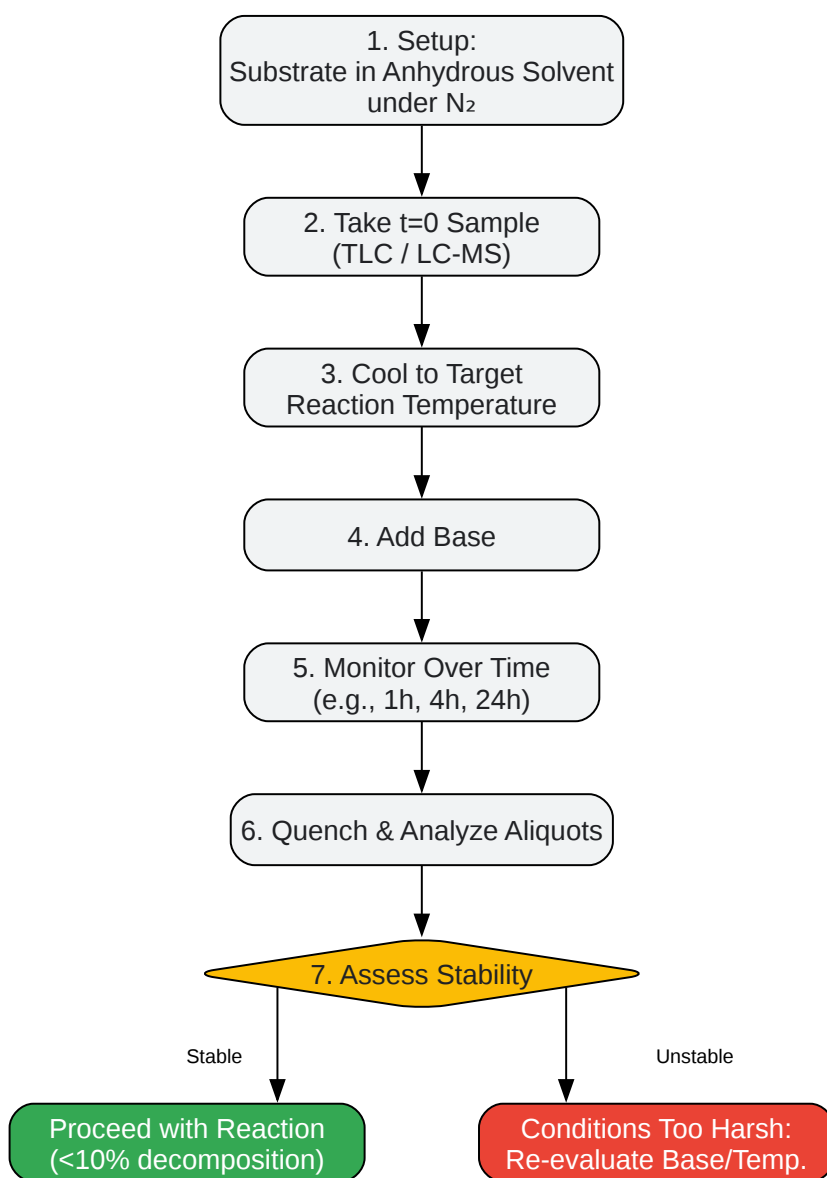 1. Setup:
Substrate in Anhydrous Solvent
under N₂
2. Take t=0 Sample
(TLC / LC-MS)
3. Cool to Target
Reaction Temperature
4. Add Base
5. Monitor Over Time
(e.g., 1h, 4h, 24h)
6. Quench & Analyze Aliquots
7. Assess Stability
Stable
Unstable
Proceed with Reaction
(<10% decomposition)
Conditions Too Harsh:
Re-evaluate Base/Temp.